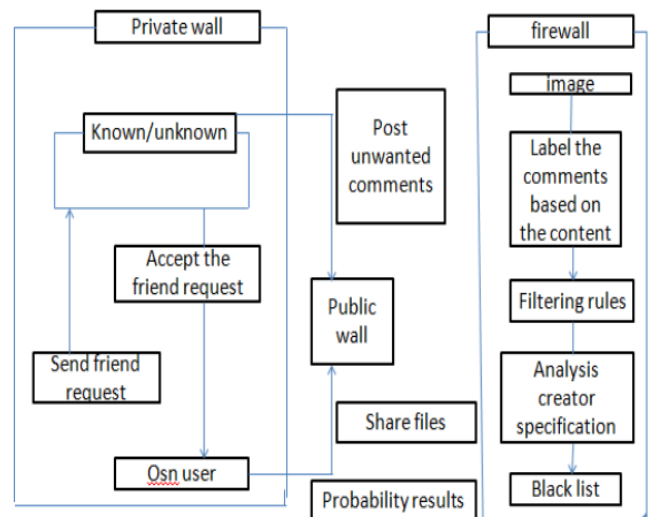 Private wall
Known/unknown
Accept the
friend request
Send friend
request
Osn user
Post
unwanted
comments
Public
wall
Share files
Probability results
firewall
image
Label the
comments
based on
the content
Filtering rules
Analysis
creator
specification
Black list